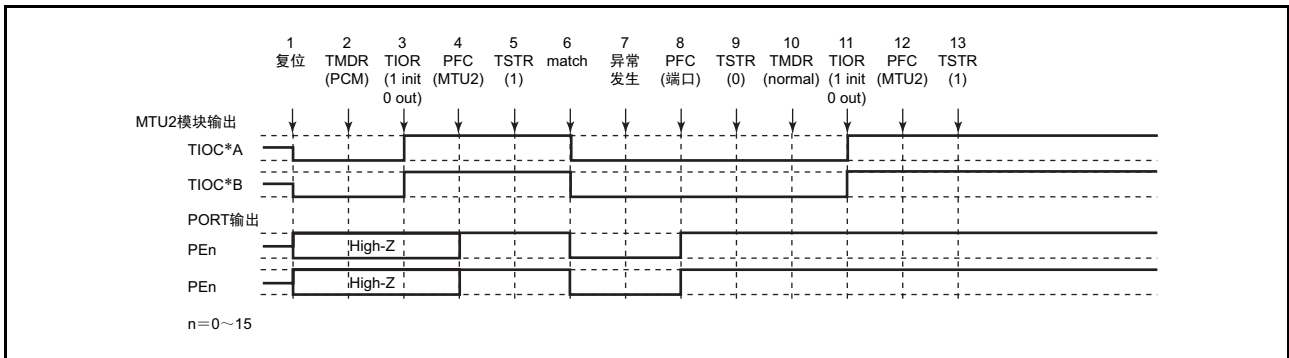 1 2 3 4 5 6 7 8 9 10 11 12 13
复位 TMDR TIOR PFC TSTR match 异常 PFC TSTR TMDR TIOR PFC TSTR
(PCM) (1 init (MTU2) (1) 发生 (端口) (0) (normal) (1 init (MTU2) (1)
0 out) 0 out)
MTU2模块输出
TIOC*A
TIOC*B
PORT输出
PEn High-Z
PEn High-Z
n=0～15